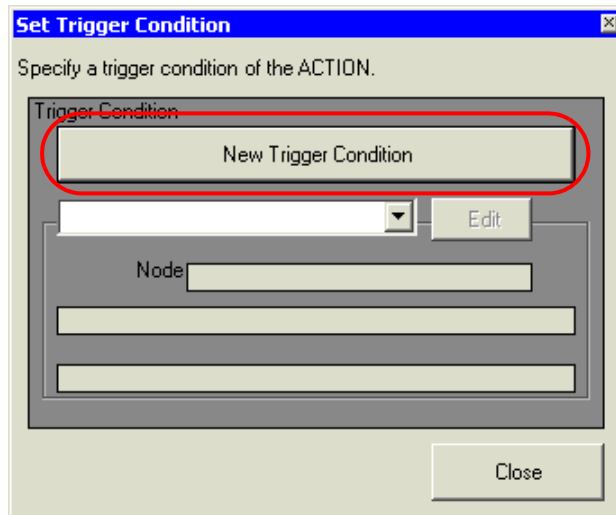 Set Trigger Condition
Specify a trigger condition of the ACTION.
Trigger Condition
New Trigger Condition
Edit
Node
Close